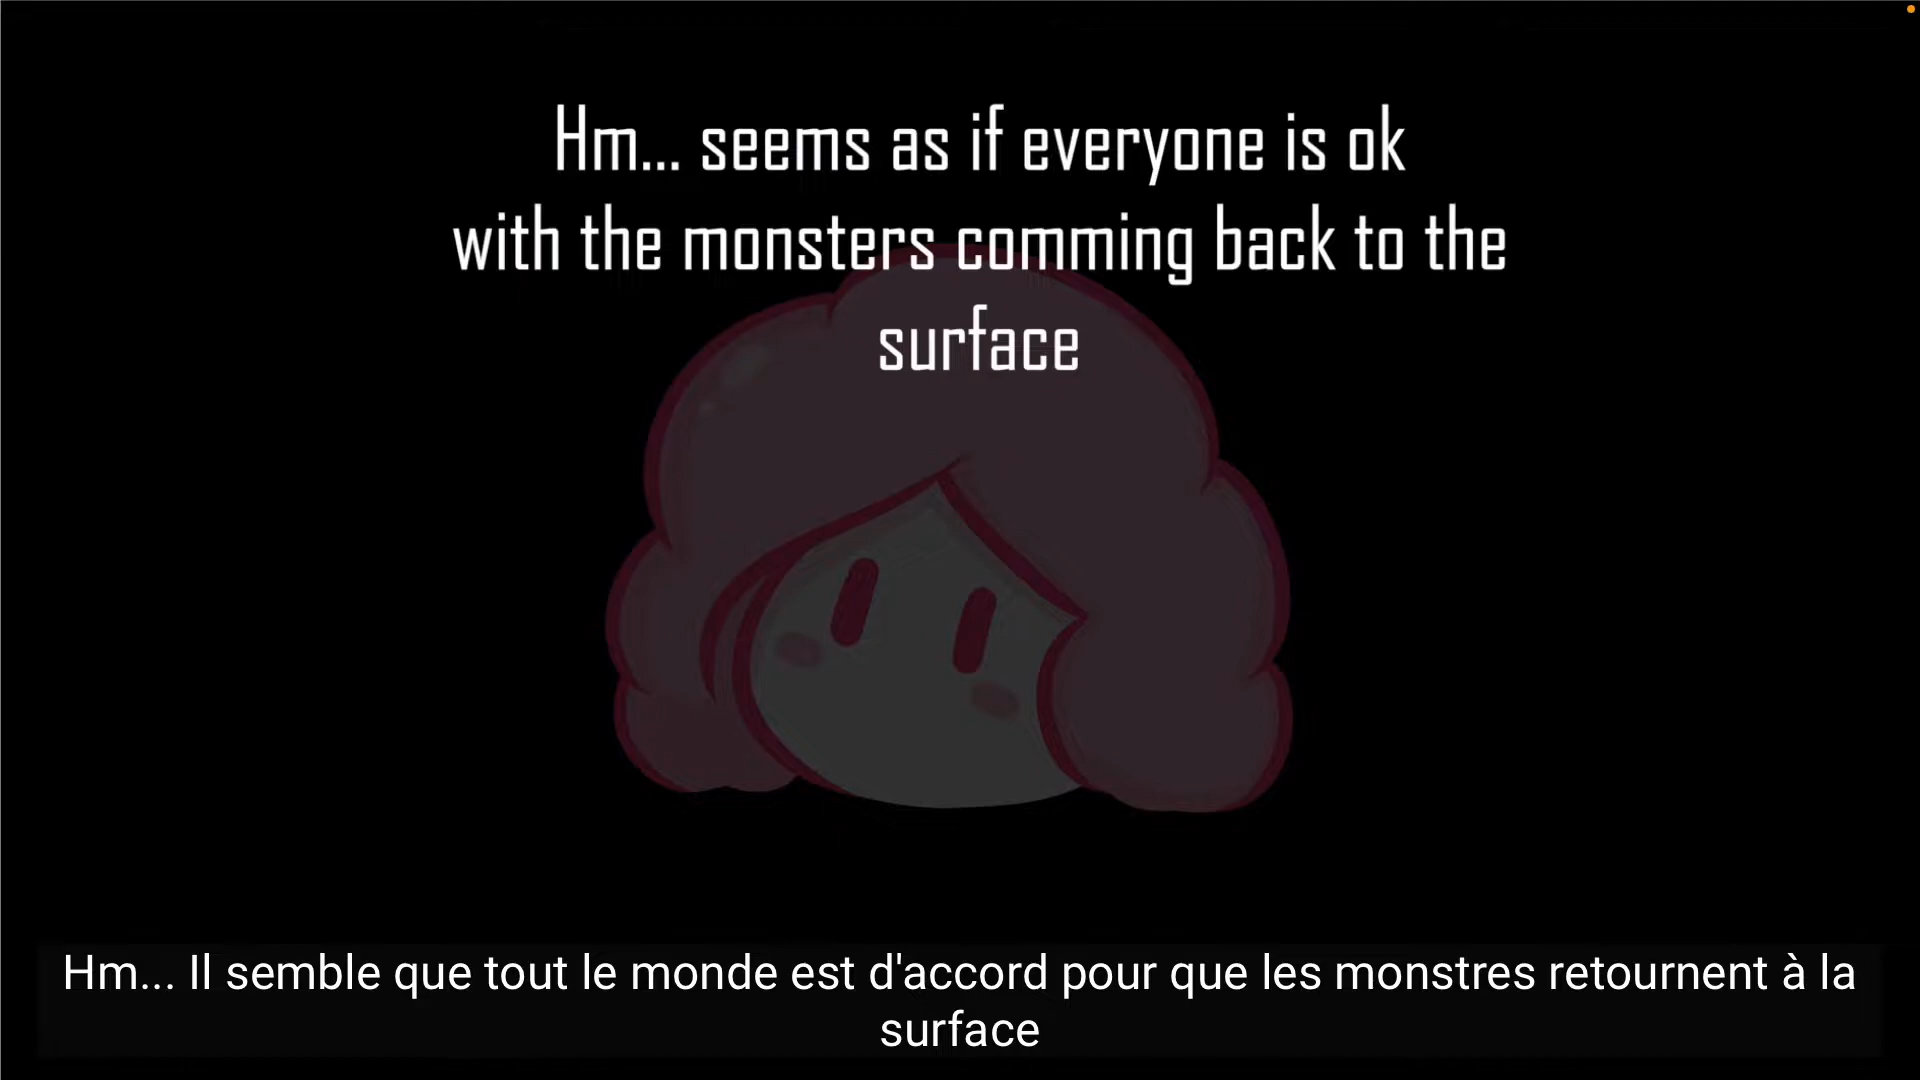 Hm... seems as if everyone is ok
with the monsters comming back to the
surface
Hm... Il semble que tout le monde est d'accord pour que les monstres retournent à la
surface